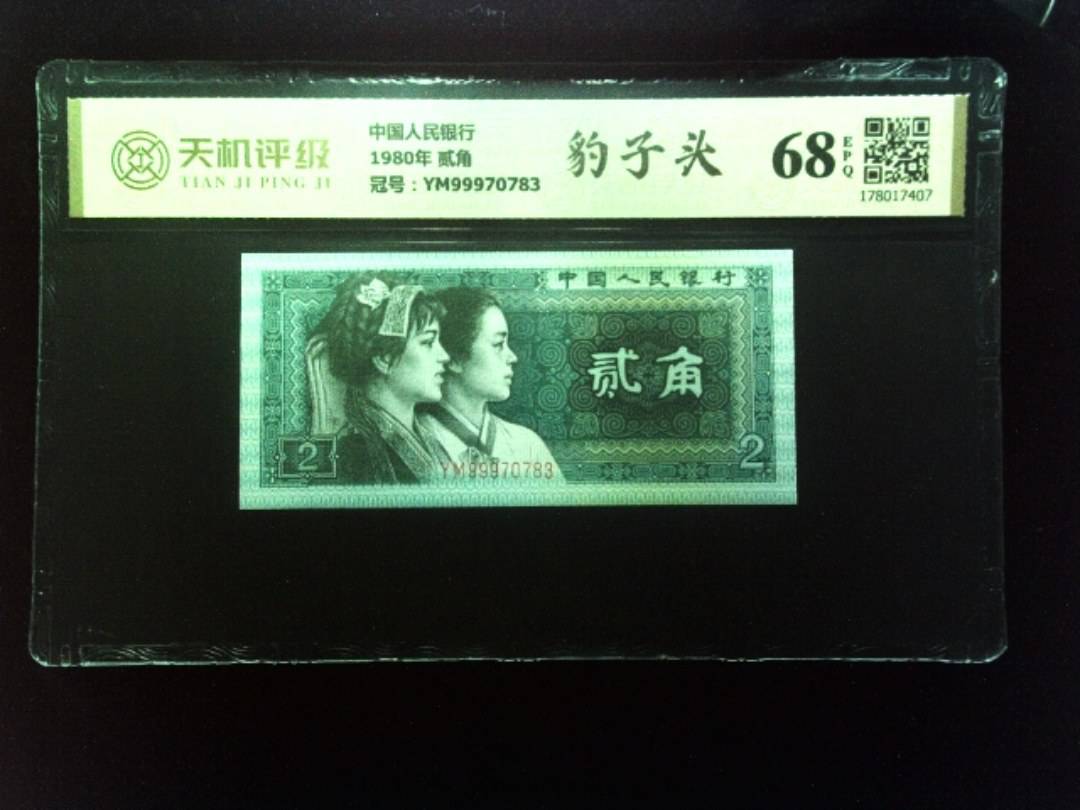 天机评级
TIAN JI PING JI
中国人民银行
1980年 贰角
冠号：YM99970783
豹子头
68
EPQ
178017407
中国人民银行
贰角
2
YM99970783
2